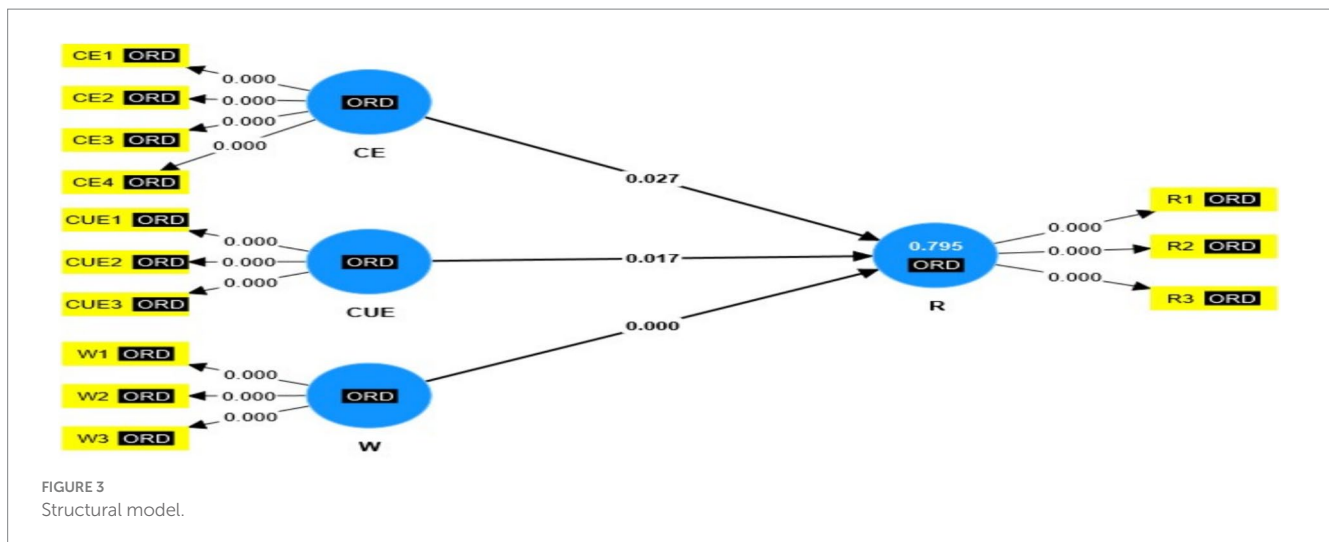 CE1 ORD
0.000
CE2 ORD
0.000
CE3 ORD
0.000
CE4 ORD
0.000
ORD
CE
CUE1 ORD
0.000
CUE2 ORD
0.000
CUE3 ORD
0.000
ORD
CUE
W1 ORD
0.000
W2 ORD
0.000
W3 ORD
0.000
ORD
W
0.027
0.017
0.000
0.795
ORD
R
R1 ORD
0.000
R2 ORD
0.000
R3 ORD
0.000
FIGURE 3
Structural model.